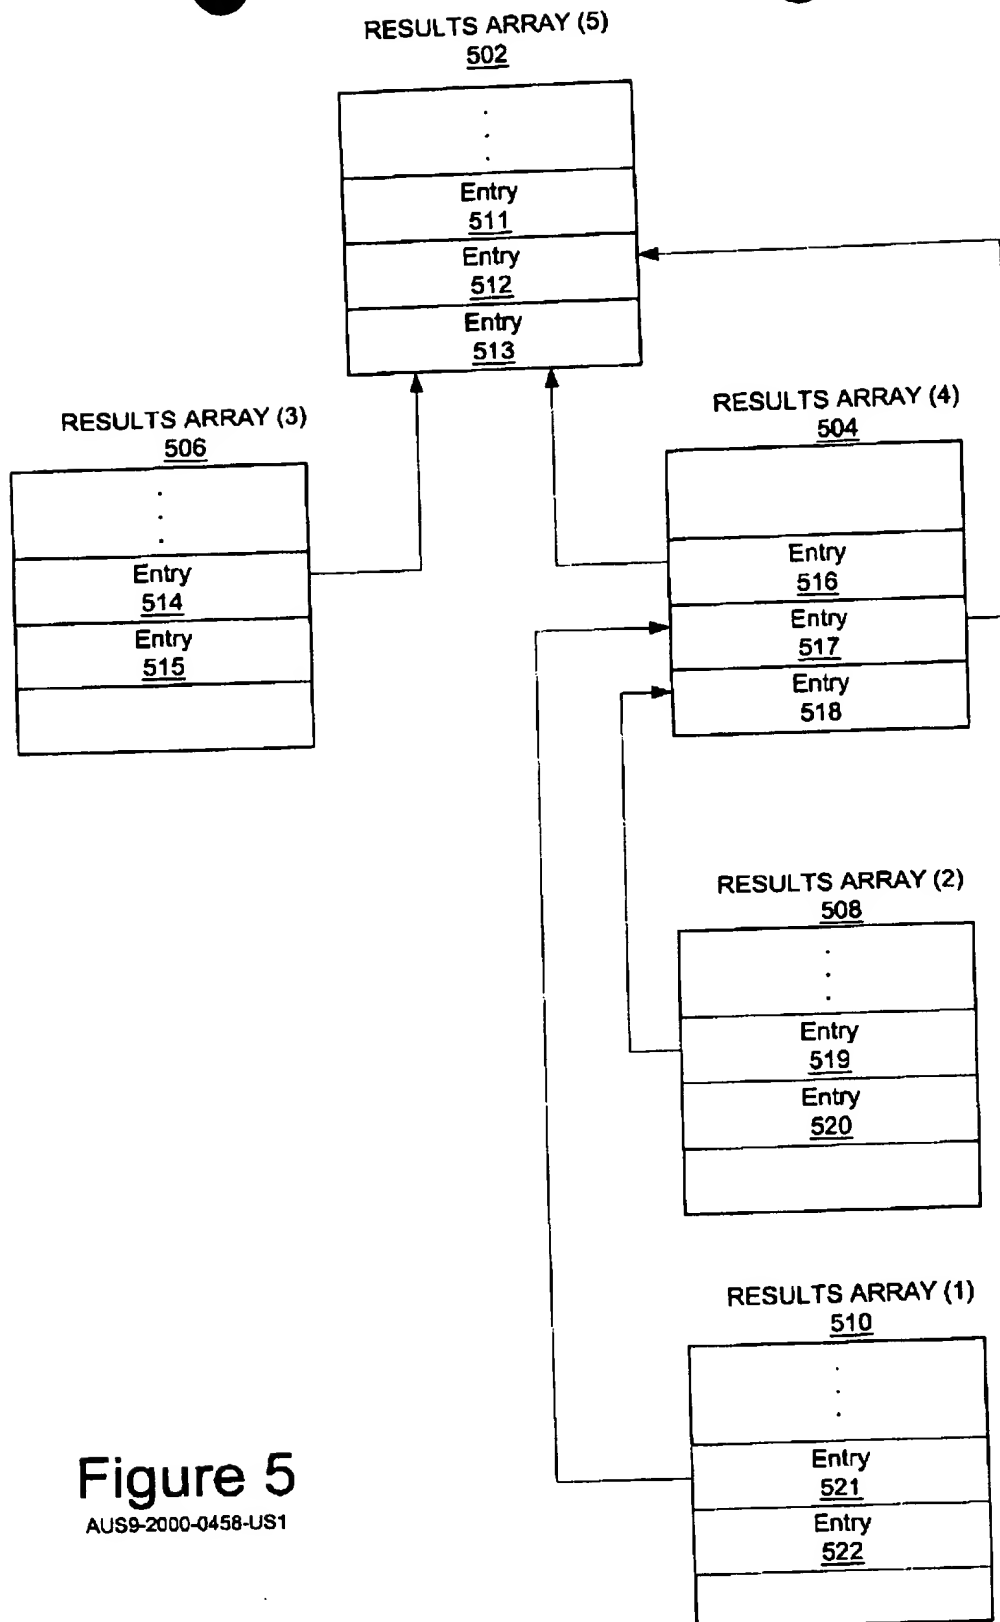 RESULTS ARRAY (5)
502
Entry
511
Entry
512
Entry
513
RESULTS ARRAY (3)
506
Entry
514
Entry
515
RESULTS ARRAY (4)
504
Entry
516
Entry
517
Entry
518
RESULTS ARRAY (2)
508
Entry
519
Entry
520
RESULTS ARRAY (1)
510
Entry
521
Entry
522
Figure 5
AUS9-2000-0458-US1